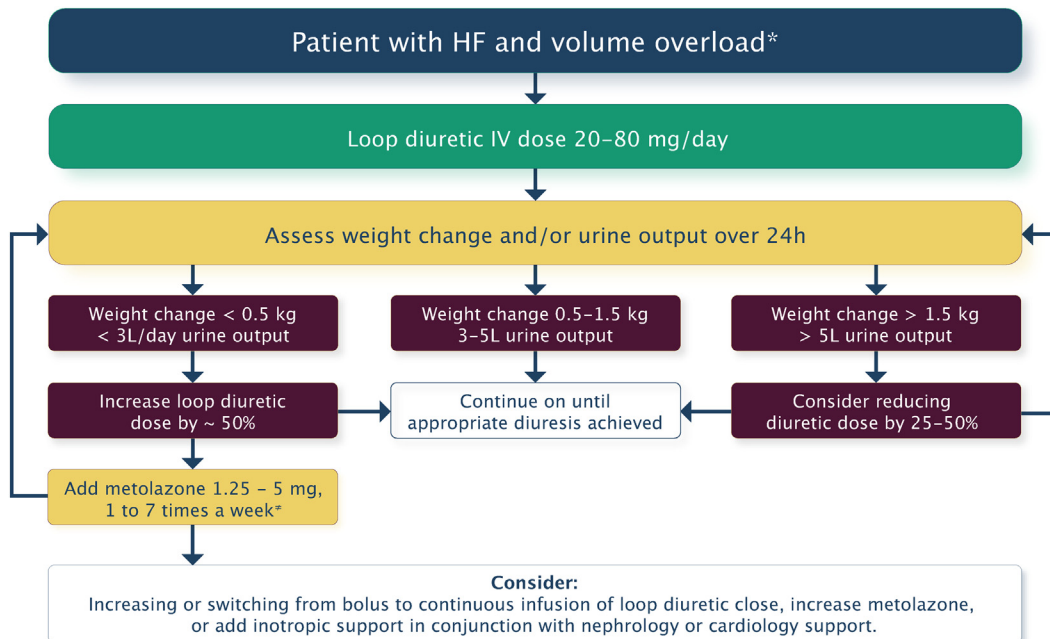 Patient with HF and volume overload*
Loop diuretic IV dose 20–80 mg/day
Assess weight change and/or urine output over 24h
Weight change < 0.5 kg
< 3L/day urine output
Weight change 0.5–1.5 kg
3–5L urine output
Weight change > 1.5 kg
> 5L urine output
Increase loop diuretic
dose by ~ 50%
Continue on until
appropriate diuresis achieved
Consider reducing
diuretic dose by 25–50%
Add metolazone 1.25 – 5 mg,
1 to 7 times a week≠
Consider:
Increasing or switching from bolus to continuous infusion of loop diuretic close, increase metolazone,
or add inotropic support in conjunction with nephrology or cardiology support.